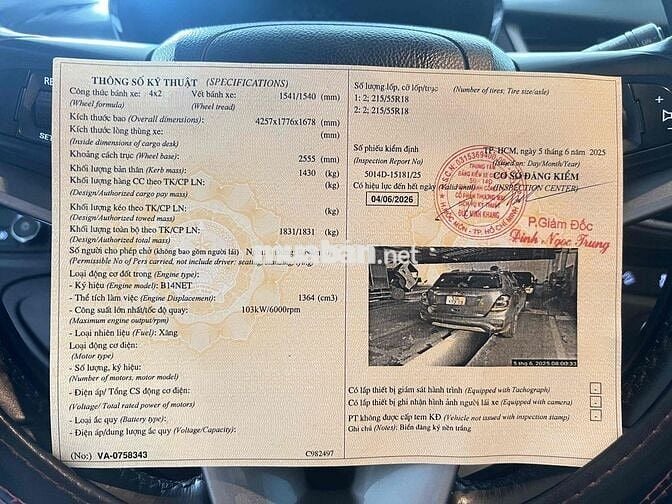 THÔNG SỐ KỸ THUẬT (SPECIFICATIONS)
Công thức bánh xe: 4x2 Vết bánh xe: 1541/1540 (mm)
(Wheel formula) (Wheel tread)
Kích thước bao (Overall dimensions): 4257x1776x1678 (mm)
Kích thước lòng thùng xe: (mm)
(Inside dimensions of cargo desk)
Khoảng cách trục (Wheel base): 2555 (mm)
Khối lượng bản thân (Kerb mass): 1430 (kg)
Khối lượng hàng CC theo TK/CP LN: (kg)
(Design/Authorized cargo pay mass)
Khối lượng kéo theo TK/CP LN: (kg)
(Design/Authorized towed mass)
Khối lượng toàn bộ theo TK/CP LN: 1831/1831 (kg)
(Design/Authorized total mass)
Số người cho phép chở (không bao gồm người lái)
(Permissible No of Pers carried, not include driver:
Loại động cơ đốt trong (Engine type):
- Ký hiệu (Engine model): B14NET
- Thể tích làm việc (Engine Displacement): 1364 (cm3)
- Công suất lớn nhất/tốc độ quay: 103kW/6000rpm
(Maximum engine output/rpm)
- Loại nhiên liệu (Fuel): Xăng
Loại động cơ điện:
(Motor type)
- Số lượng, ký hiệu:
(Number of motors, motor model)
- Điện áp/ Tổng CS động cơ điện:
(Voltage/ Total rated power of motors)
- Loại ắc quy (Battery type):
- Điện áp/dung lượng ắc quy (Voltage/Capacity):
(No:) VA-0758343 C982497
Số lượng lốp, cỡ lốp/trục (Number of tires: Tire size/axle)
1: 2; 215/55R18
2: 2; 215/55R18
Số phiếu kiểm định TP. HCM, ngày 5 tháng 6 năm 2025
(Inspection Report No) (Issued on: Day/Month/Year)
5014D-15181/25 CƠ SỞ ĐĂNG KIỂM
Có hiệu lực đến hết ngày (Valid until) (INSPECTION CENTER)
04/06/2026
P.Giám Đốc
Đinh Ngọc Trung
muaban.net
5 thg 6, 2025 08:00:33
Có lắp thiết bị giám sát hành trình (Equipped with Tachograph)
Có lắp thiết bị ghi nhận hình ảnh người lái xe (Equipped with camera)
PT không được cấp tem KĐ (Vehicle not issued with inspection stamp)
Ghi chú (Notes): Biển đăng ký nền trắng